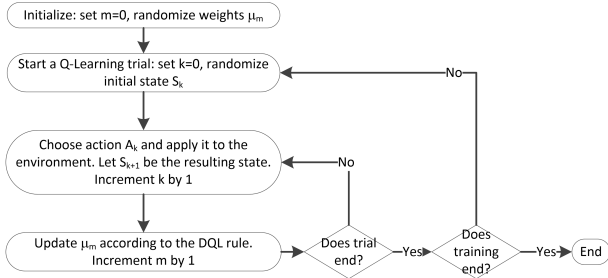 Initialize: set m=0, randomize weights μm
Start a Q-Learning trial: set k=0, randomize
initial state Sk
No
Choose action Ak and apply it to the
environment. Let Sk+1 be the resulting state.
Increment k by 1
No
Update μm according to the DQL rule.
Increment m by 1
Does trial
end?
Yes
Does
training
end?
Yes
End